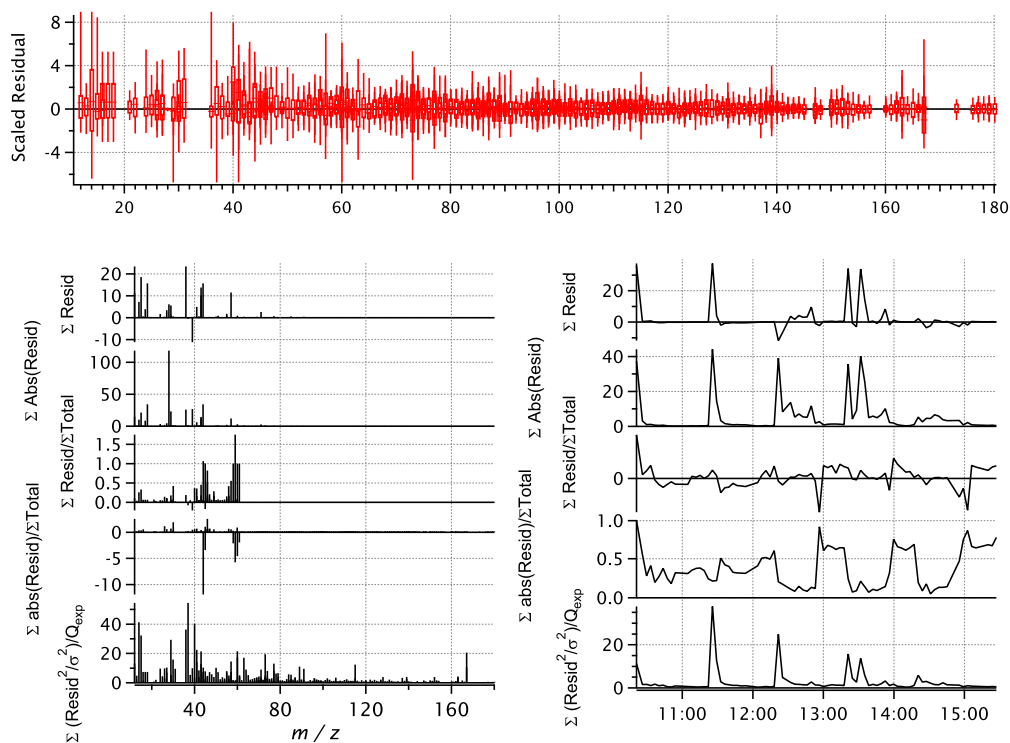 Scaled Residual
8
4
0
-4
20 40 60 80 100 120 140 160 180
Σ Resid
20
10
0
-10
Σ Abs(Resid)
100
50
0
Σ Resid/ΣTotal
1.5
1.0
0.5
0.0
Σ abs(Resid)/ΣTotal
0
-5
-10
Σ (Resid²/σ²)/Qexp
40
20
0
40 80 120 160
m / z
Σ Resid
20
0
Σ Abs(Resid)
40
20
0
Σ Resid/ΣTotal
0
Σ abs(Resid)/ΣTotal
1.0
0.5
0.0
Σ (Resid²/σ²)/Qexp
20
0
11:00 12:00 13:00 14:00 15:00